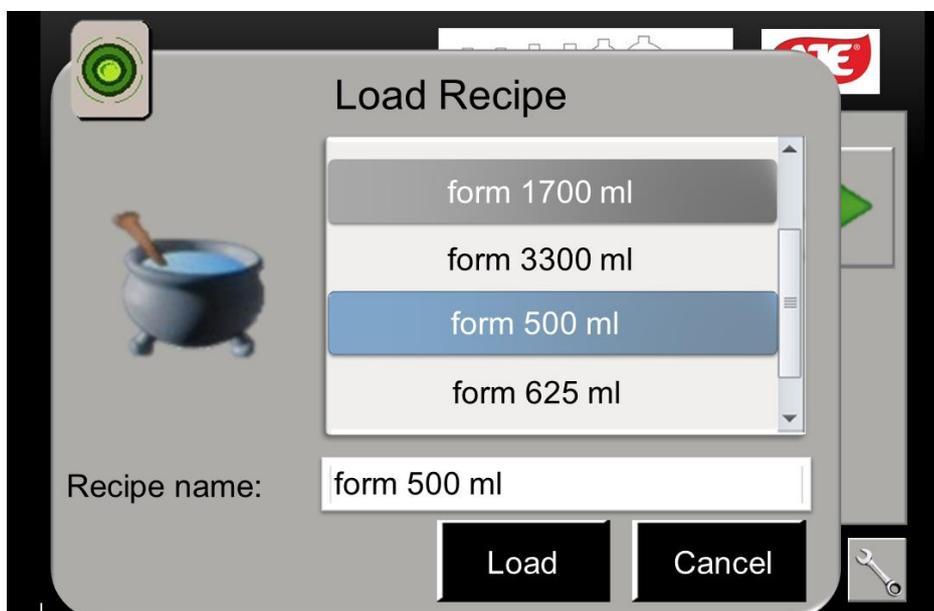 Load Recipe
form 1700 ml
form 3300 ml
form 500 ml
form 625 ml
Recipe name:
form 500 ml
Load
Cancel